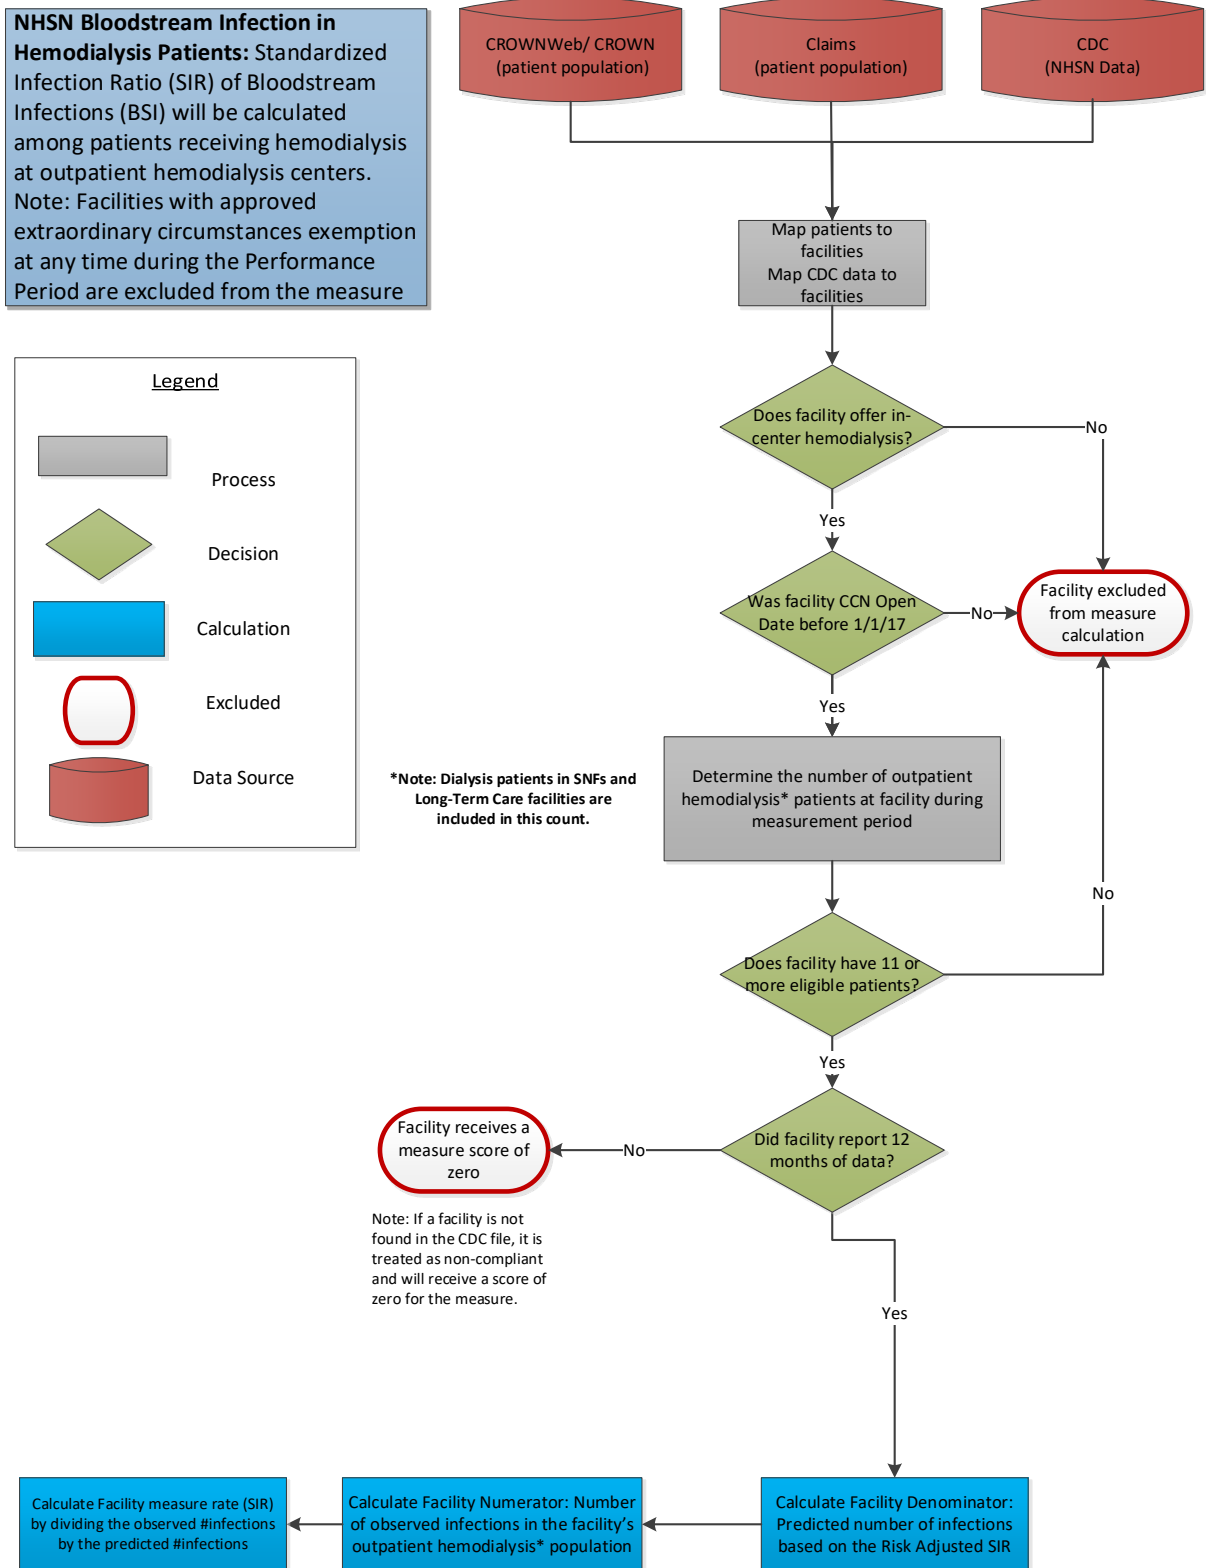 NHSN Bloodstream Infection in
Hemodialysis Patients: Standardized
Infection Ratio (SIR) of Bloodstream
Infections (BSI) will be calculated
among patients receiving hemodialysis
at outpatient hemodialysis centers.
Note: Facilities with approved
extraordinary circumstances exemption
at any time during the Performance
Period are excluded from the measure
CROWNWeb/ CROWN
(patient population)
Claims
(patient population)
CDC
(NHSN Data)
Map patients to
facilities
Map CDC data to
facilities
Legend
Process
Decision
Calculation
Excluded
Data Source
Does facility offer in-
center hemodialysis?
No
Yes
Was facility CCN Open
Date before 1/1/17
No
Facility excluded
from measure
calculation
Yes
*Note: Dialysis patients in SNFs and
Long-Term Care facilities are
included in this count.
Determine the number of outpatient
hemodialysis* patients at facility during
measurement period
No
Does facility have 11 or
more eligible patients?
Yes
Did facility report 12
months of data?
No
Facility receives a
measure score of
zero
Note: If a facility is not
found in the CDC file, it is
treated as non-compliant
and will receive a score of
zero for the measure.
Yes
Calculate Facility measure rate (SIR)
by dividing the observed #infections
by the predicted #infections
Calculate Facility Numerator: Number
of observed infections in the facility’s
outpatient hemodialysis* population
Calculate Facility Denominator:
Predicted number of infections
based on the Risk Adjusted SIR